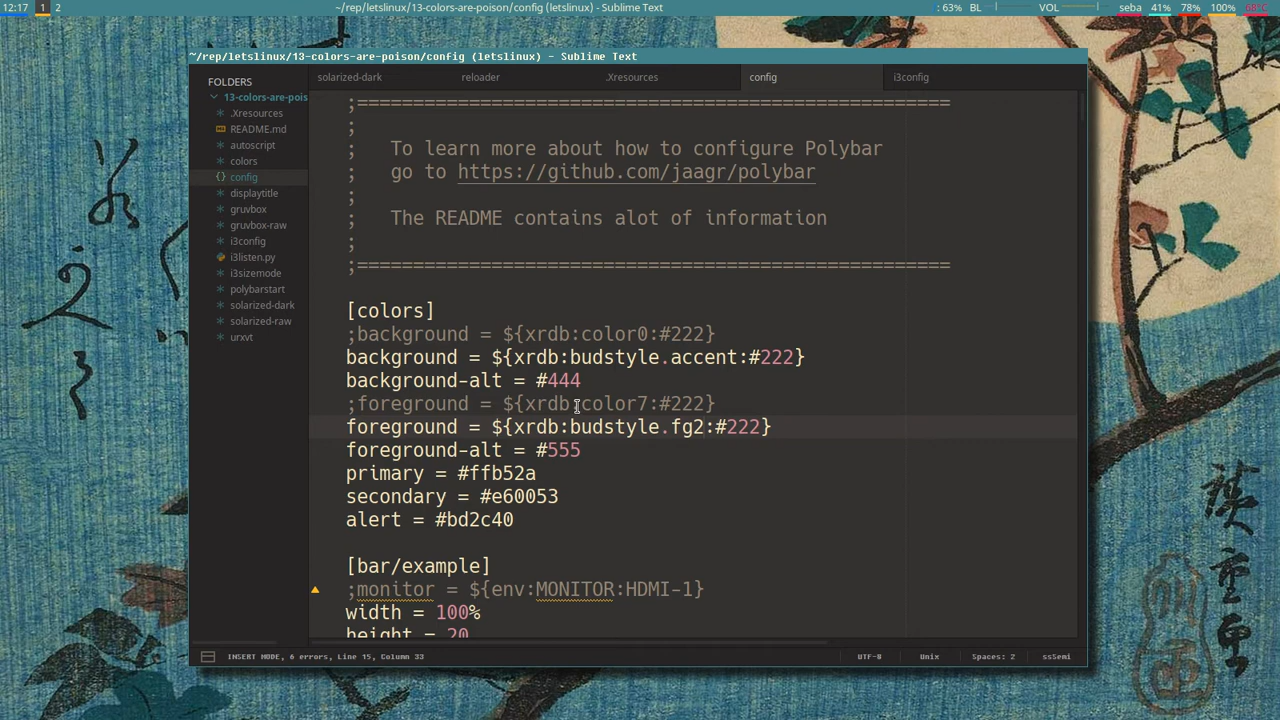 12:17 1 2 ~/rep/letslinux/13-colors-are-poison/config (letslinux) - Sublime Text : 63% BL VOL seba 41% 78% 100% 68°C
~/rep/letslinux/13-colors-are-poison/config (letslinux) - Sublime Text
solarized-dark reloader .Xresources config i3config
FOLDERS
13-colors-are-pois
.Xresources
README.md
autoscript
colors
config
displaytitle
gruvbox
gruvbox-raw
i3config
i3listen.py
i3sizemode
polybarstart
solarized-dark
solarized-raw
urxvt
;=====================================================
;
;   To learn more about how to configure Polybar
;   go to https://github.com/jaagr/polybar
;
;   The README contains alot of information
;
;=====================================================
[colors]
;background = ${xrdb:color0:#222}
background = ${xrdb:budstyle.accent:#222}
background-alt = #444
;foreground = ${xrdb:color7:#222}
foreground = ${xrdb:budstyle.fg2:#222}
foreground-alt = #555
primary = #ffb52a
secondary = #e60053
alert = #bd2c40
[bar/example]
;monitor = ${env:MONITOR:HDMI-1}
width = 100%
height = 20
INSERT MODE, 6 errors, Line 15, Column 33 UTF-8 Unix Spaces: 2 ssSemi